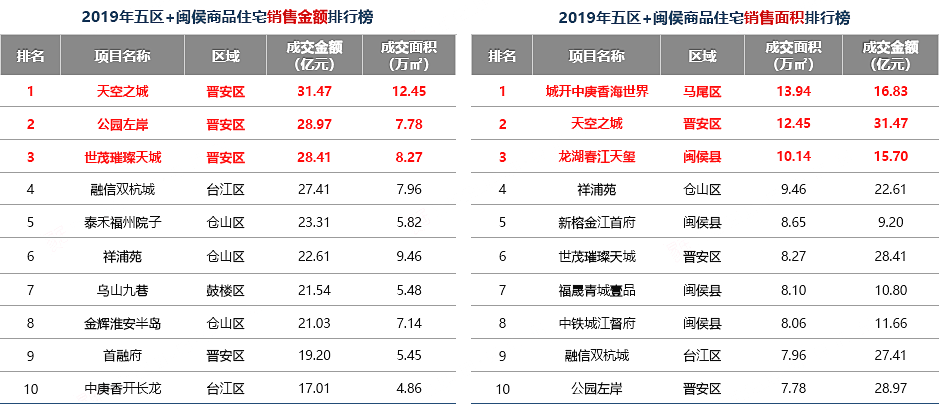 2019年五区+闽侯商品住宅销售金额排行榜
排名 项目名称 区域 成交金额（亿元） 成交面积（万㎡）
1 天空之城 晋安区 31.47 12.45
2 公园左岸 晋安区 28.97 7.78
3 世茂璀璨天城 晋安区 28.41 8.27
4 融信双杭城 台江区 27.41 7.96
5 泰禾福州院子 仓山区 23.31 5.82
6 祥浦苑 仓山区 22.61 9.46
7 乌山九巷 鼓楼区 21.54 5.48
8 金辉淮安半岛 仓山区 21.03 7.14
9 首融府 晋安区 19.20 5.45
10 中庚香开长龙 台江区 17.01 4.86
2019年五区+闽侯商品住宅销售面积排行榜
排名 项目名称 区域 成交面积（万㎡） 成交金额（亿元）
1 城开中庚香海世界 马尾区 13.94 16.83
2 天空之城 晋安区 12.45 31.47
3 龙湖春江天玺 闽侯县 10.14 15.70
4 祥浦苑 仓山区 9.46 22.61
5 新榕金江首府 闽侯县 8.65 9.20
6 世茂璀璨天城 晋安区 8.27 28.41
7 福晟青城壹品 闽侯县 8.10 10.80
8 中铁城江督府 闽侯县 8.06 11.66
9 融信双杭城 台江区 7.96 27.41
10 公园左岸 晋安区 7.78 28.97